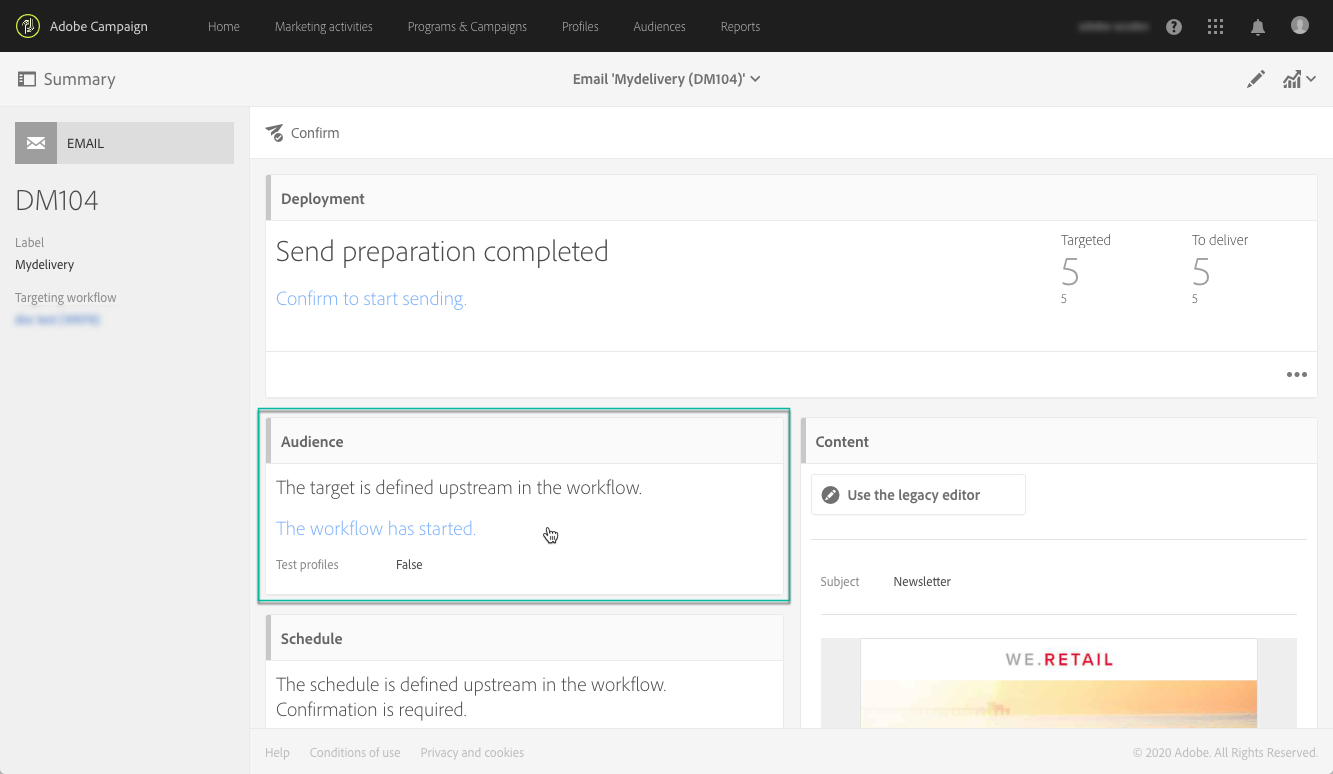 Adobe Campaign
Home
Marketing activities
Programs & Campaigns
Profiles
Audiences
Reports
Summary
Email 'Mydelivery (DM104)'
EMAIL
DM104
Label
Mydelivery
Targeting workflow
Confirm
Deployment
Send preparation completed
Confirm to start sending.
Targeted
5
5
To deliver
5
5
Audience
The target is defined upstream in the workflow.
The workflow has started.
Test profiles False
Schedule
The schedule is defined upstream in the workflow.
Confirmation is required.
Content
Use the legacy editor
Subject Newsletter
WE.RETAIL
Help
Conditions of use
Privacy and cookies
© 2020 Adobe. All Rights Reserved.